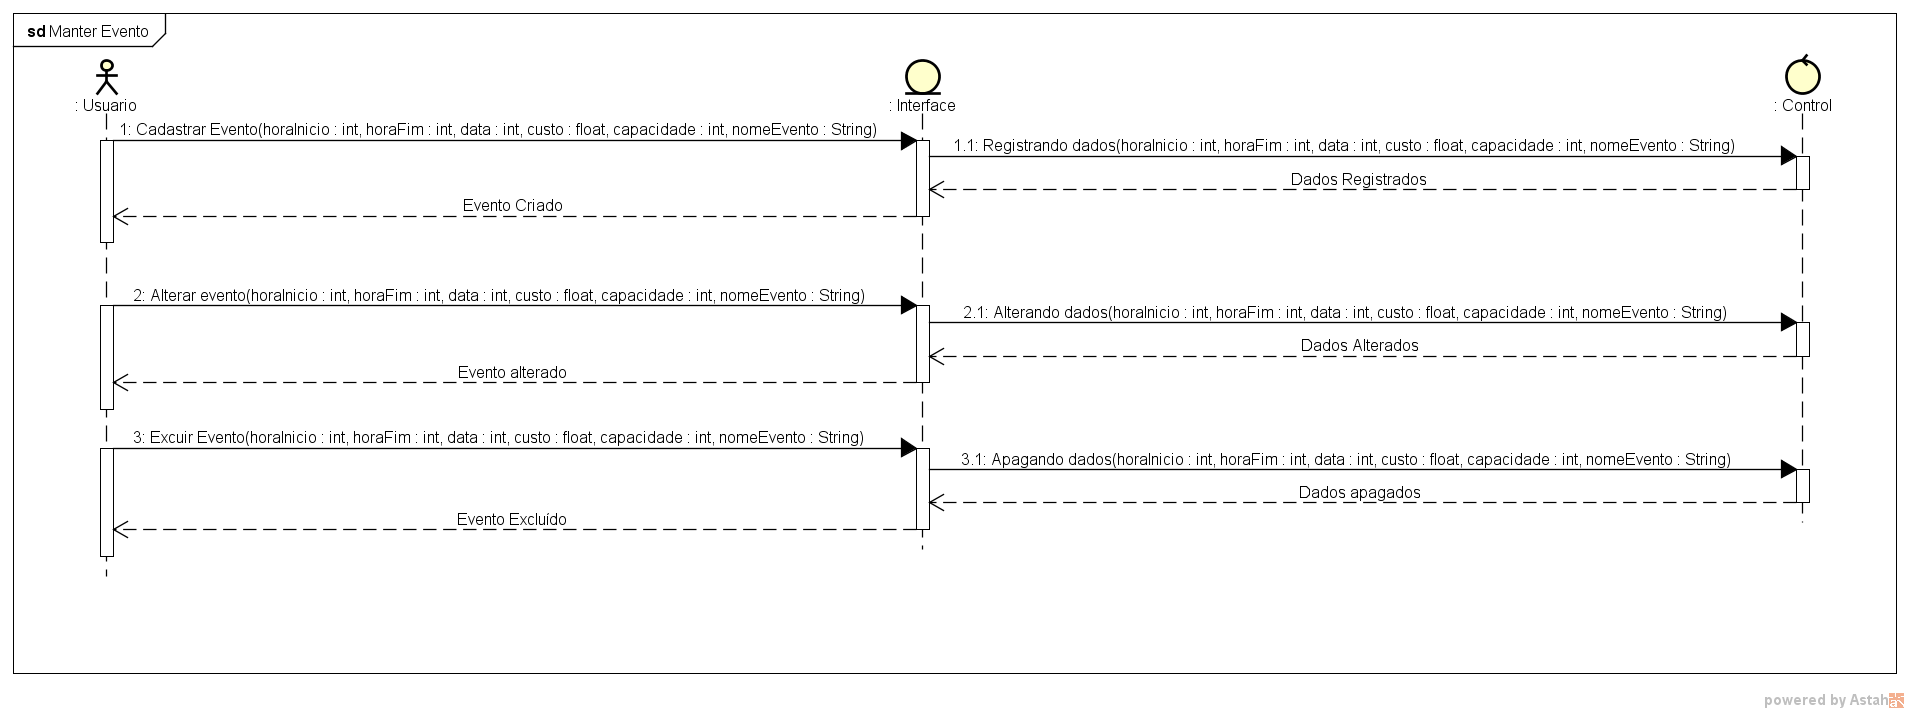 sd Manter Evento
: Usuario
: Interface
: Control
1: Cadastrar Evento(horaInicio : int, horaFim : int, data : int, custo : float, capacidade : int, nomeEvento : String)
1.1: Registrando dados(horaInicio : int, horaFim : int, data : int, custo : float, capacidade : int, nomeEvento : String)
Dados Registrados
Evento Criado
2: Alterar evento(horaInicio : int, horaFim : int, data : int, custo : float, capacidade : int, nomeEvento : String)
2.1: Alterando dados(horaInicio : int, horaFim : int, data : int, custo : float, capacidade : int, nomeEvento : String)
Dados Alterados
Evento alterado
3: Excuir Evento(horaInicio : int, horaFim : int, data : int, custo : float, capacidade : int, nomeEvento : String)
3.1: Apagando dados(horaInicio : int, horaFim : int, data : int, custo : float, capacidade : int, nomeEvento : String)
Dados apagados
Evento Excluído
powered by Astah